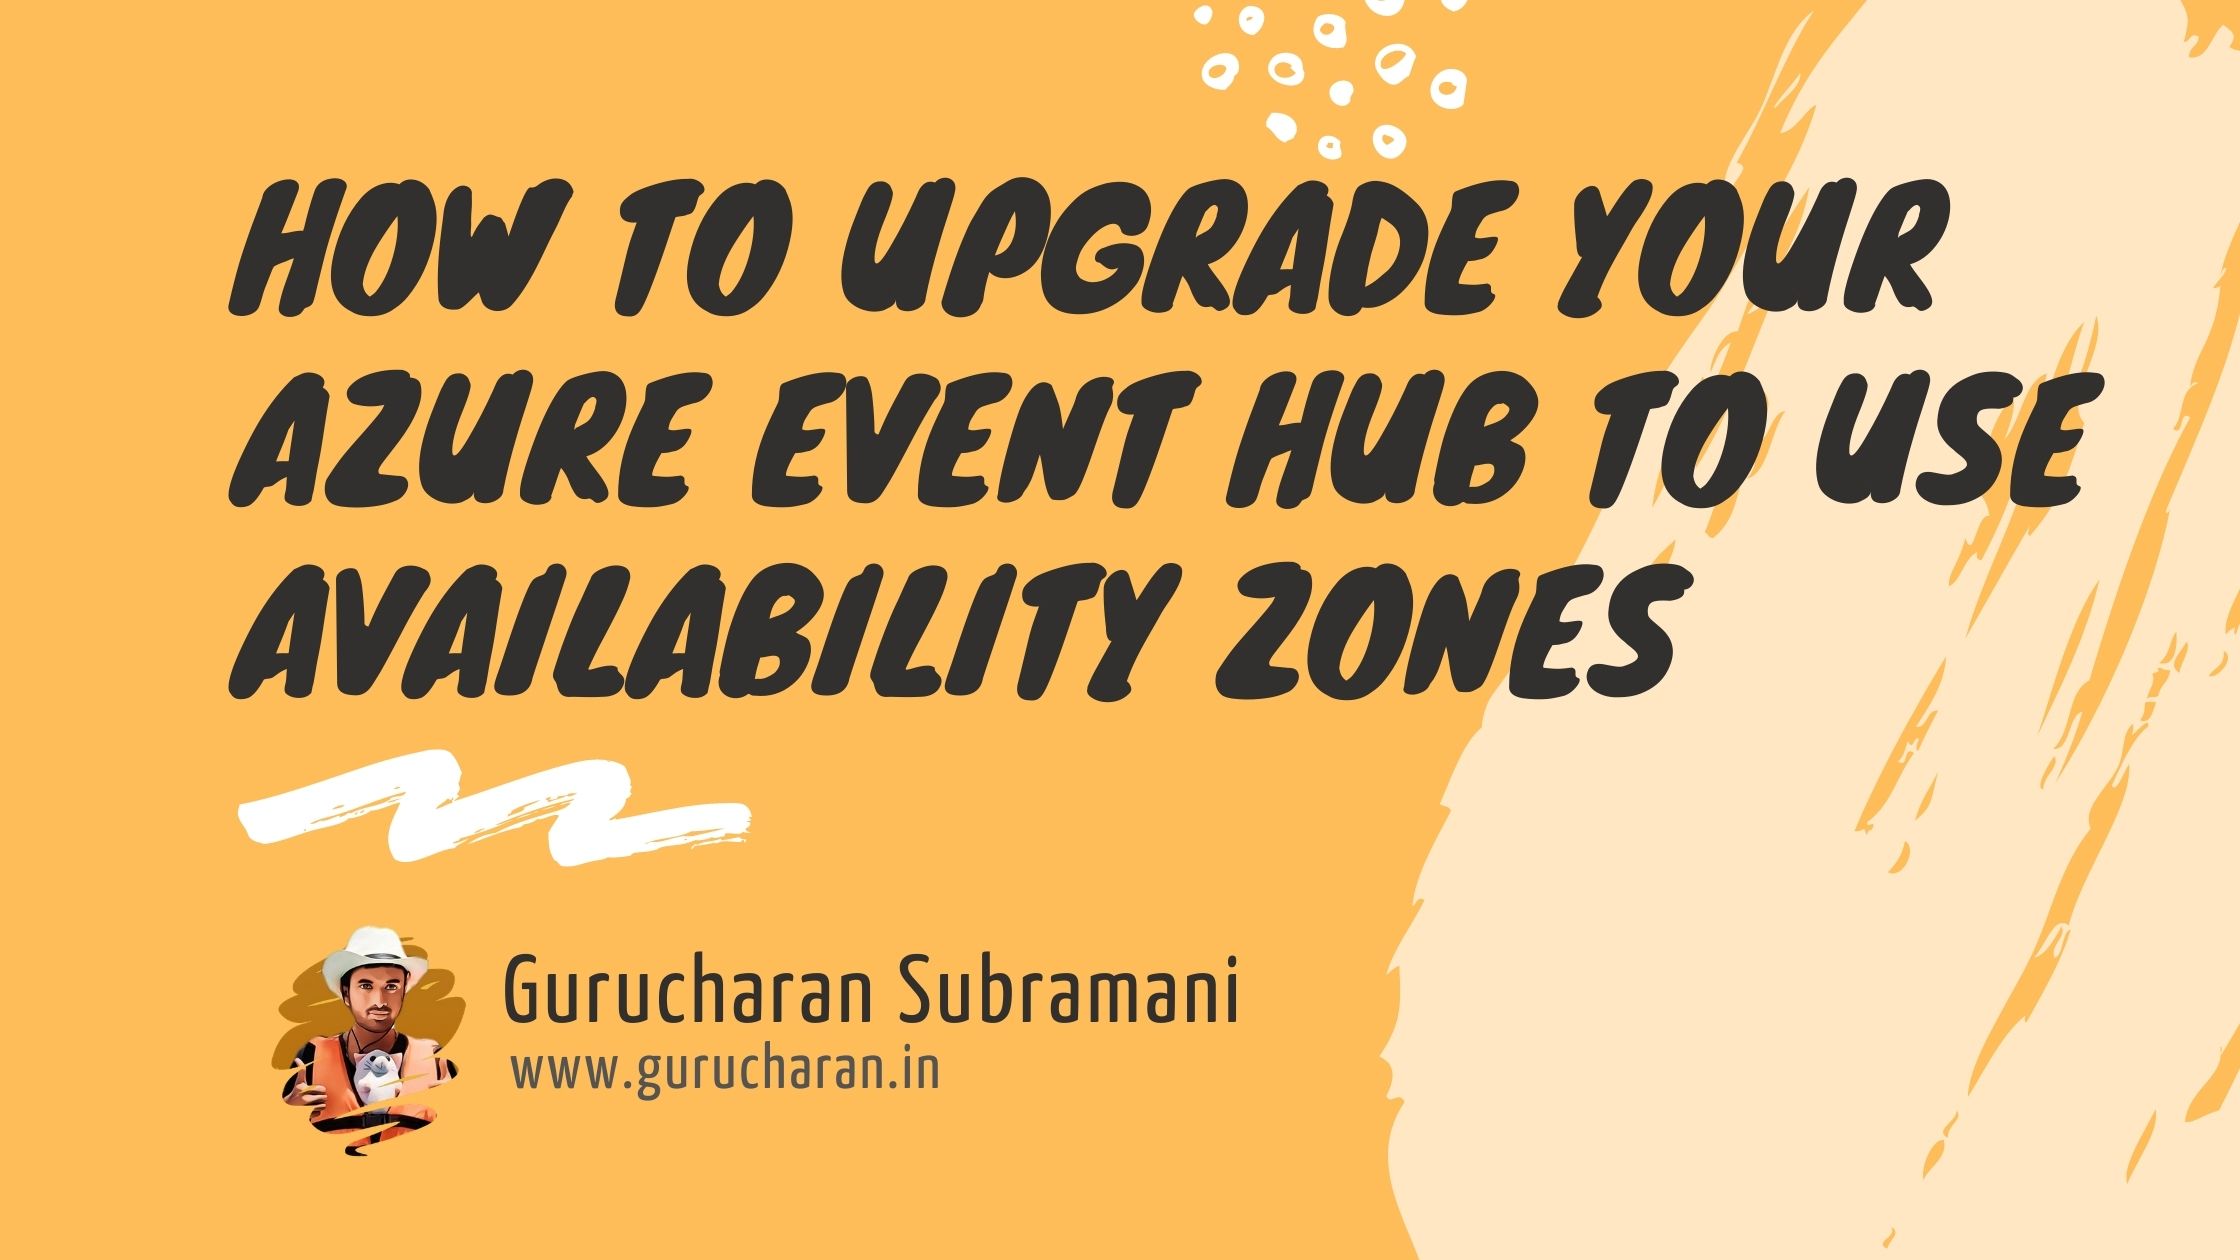 HOW TO UPGRADE YOUR
AZURE EVENT HUB TO USE
AVAILABILITY ZONES
Gurucharan Subramani
www.gurucharan.in